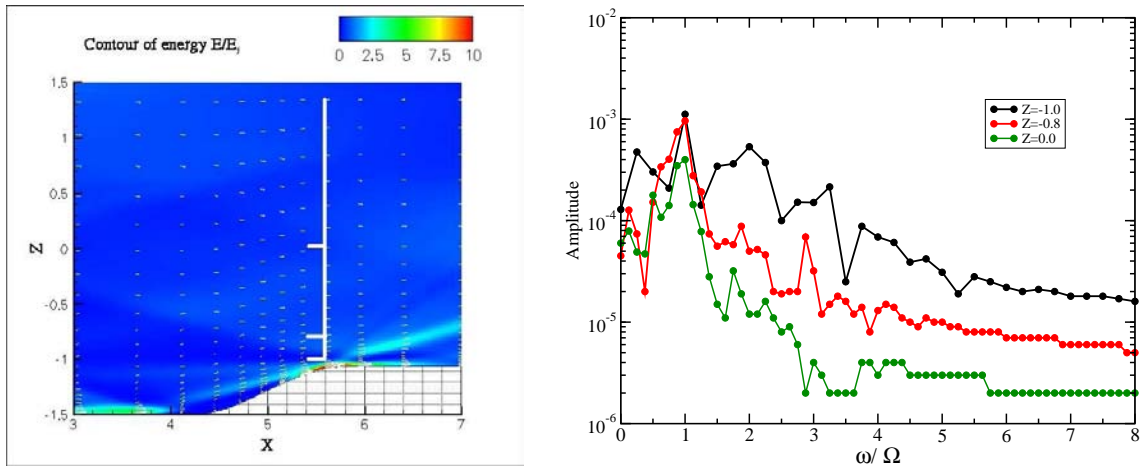 Contour of energy E/Ei
0 2.5 5 7.5 10
1.5
1
0.5
0
-0.5
-1
-1.5
3 4 5 6 7
Z
X
10^-2
10^-3
10^-4
10^-5
10^-6
Amplitude
Z=-1.0
Z=-0.8
Z=0.0
0 1 2 3 4 5 6 7 8
ω/ Ω